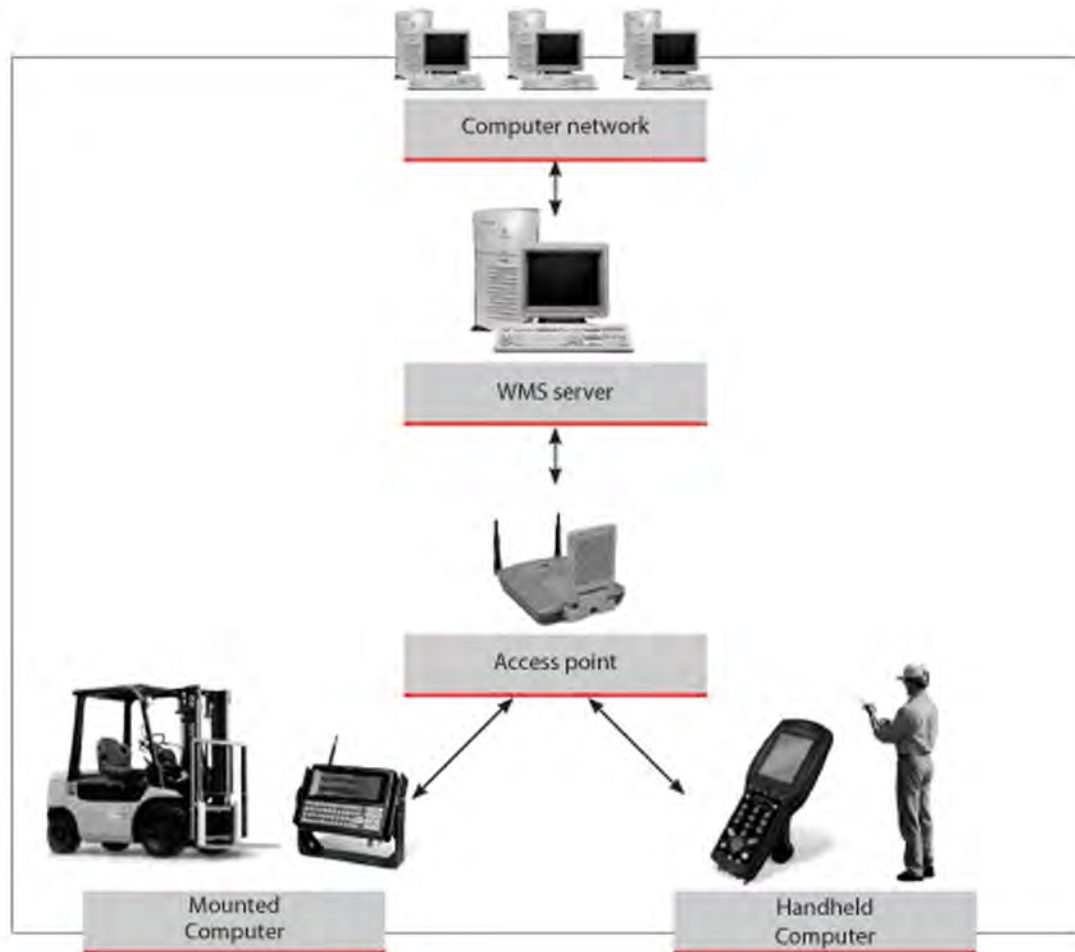 Computer network
WMS server
Access point
Mounted
Computer
Handheld
Computer